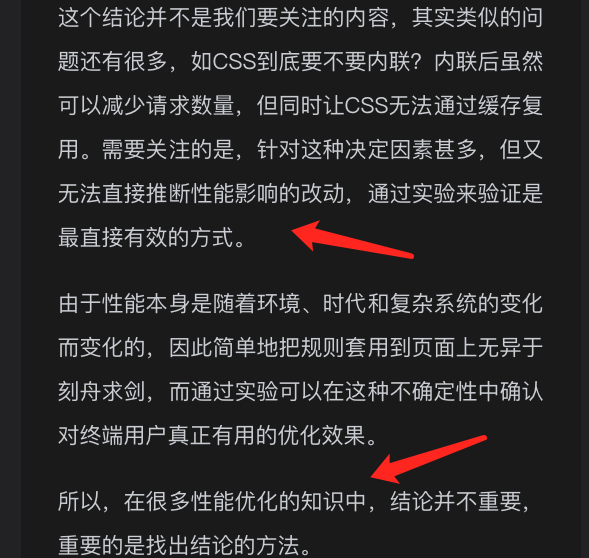 这个结论并不是我们要关注的内容，其实类似的问
题还有很多，如CSS到底要不要内联？内联后虽然
可以减少请求数量，但同时让CSS无法通过缓存复
用。需要关注的是，针对这种决定因素甚多，但又
无法直接推断性能影响的改动，通过实验来验证是
最直接有效的方式。
由于性能本身是随着环境、时代和复杂系统的变化
而变化的，因此简单地把规则套用到页面上无异于
刻舟求剑，而通过实验可以在这种不确定性中确认
对终端用户真正有用的优化效果。
所以，在很多性能优化的知识中，结论并不重要，
重要的是找出结论的方法。